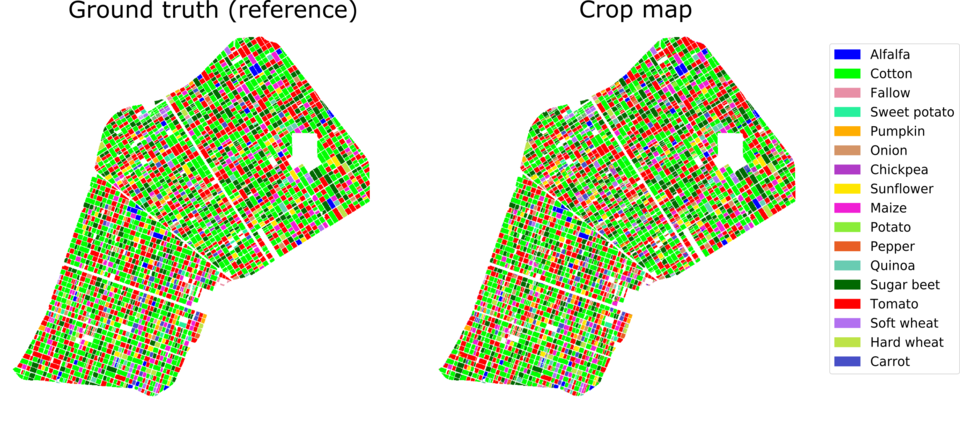 Ground truth (reference)
Crop map
Alfalfa
Cotton
Fallow
Sweet potato
Pumpkin
Onion
Chickpea
Sunflower
Maize
Potato
Pepper
Quinoa
Sugar beet
Tomato
Soft wheat
Hard wheat
Carrot